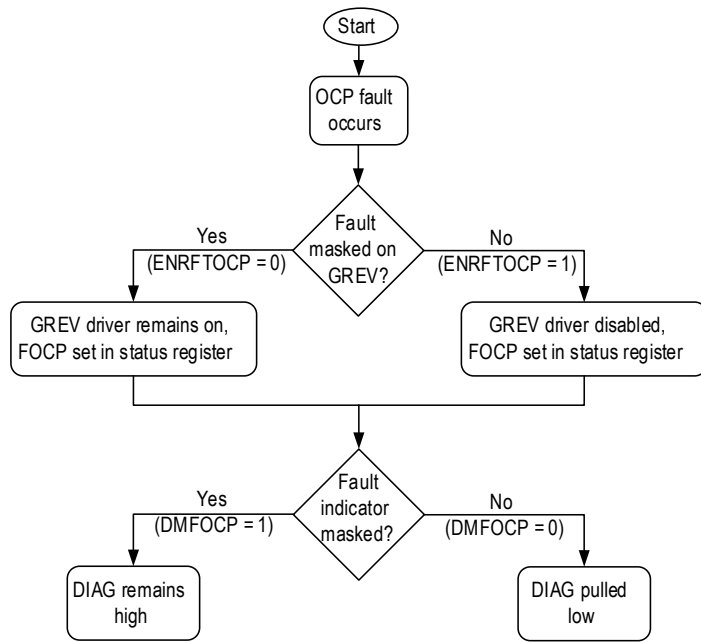 Start
OCP fault
occurs
Fault
masked on
GREV?
Yes
(ENRFTOCP = 0)
No
(ENRFTOCP = 1)
GREV driver remains on,
FOCP set in status register
GREV driver disabled,
FOCP set in status register
Fault
indicator
masked?
Yes
(DMFOCP = 1)
No
(DMFOCP = 0)
DIAG remains
high
DIAG pulled
low